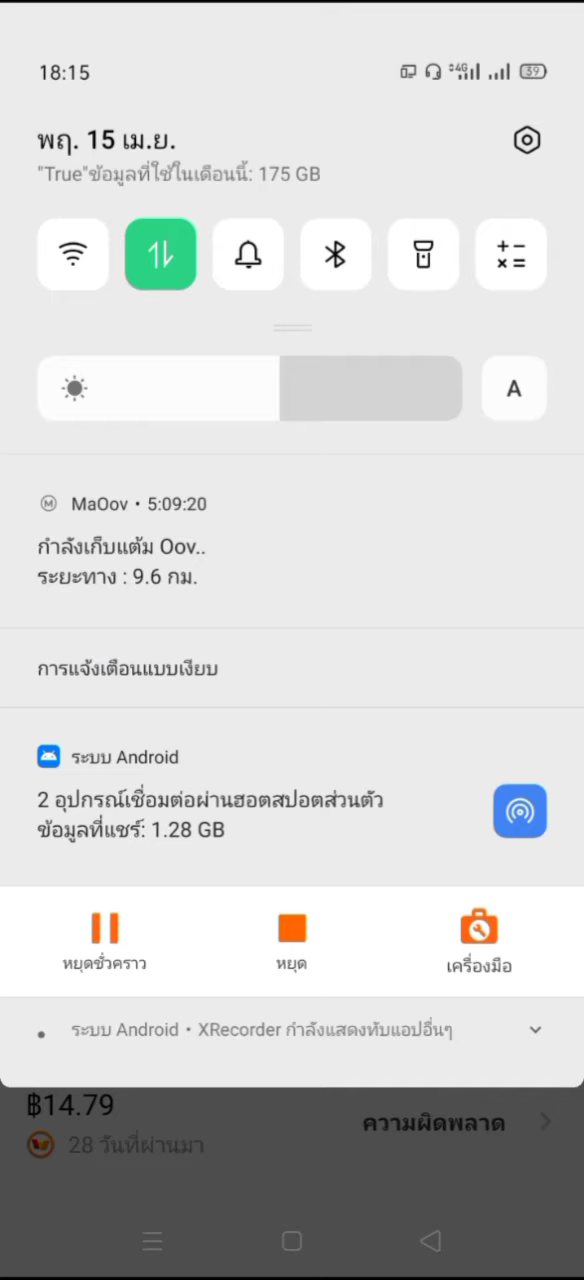 18:15
4G
39
พฤ. 15 เม.ย.
"True"ข้อมูลที่ใช้ในเดือนนี้: 175 GB
A
MaOov • 5:09:20
กำลังเก็บแต้ม Oov..
ระยะทาง : 9.6 กม.
การแจ้งเตือนแบบเงียบ
ระบบ Android
2 อุปกรณ์เชื่อมต่อผ่านฮอตสปอตส่วนตัว
ข้อมูลที่แชร์: 1.28 GB
หยุดชั่วคราว
หยุด
เครื่องมือ
ระบบ Android • XRecorder กำลังแสดงทับแอปอื่นๆ
฿14.79
ความผิดพลาด
28 วันที่ผ่านมา